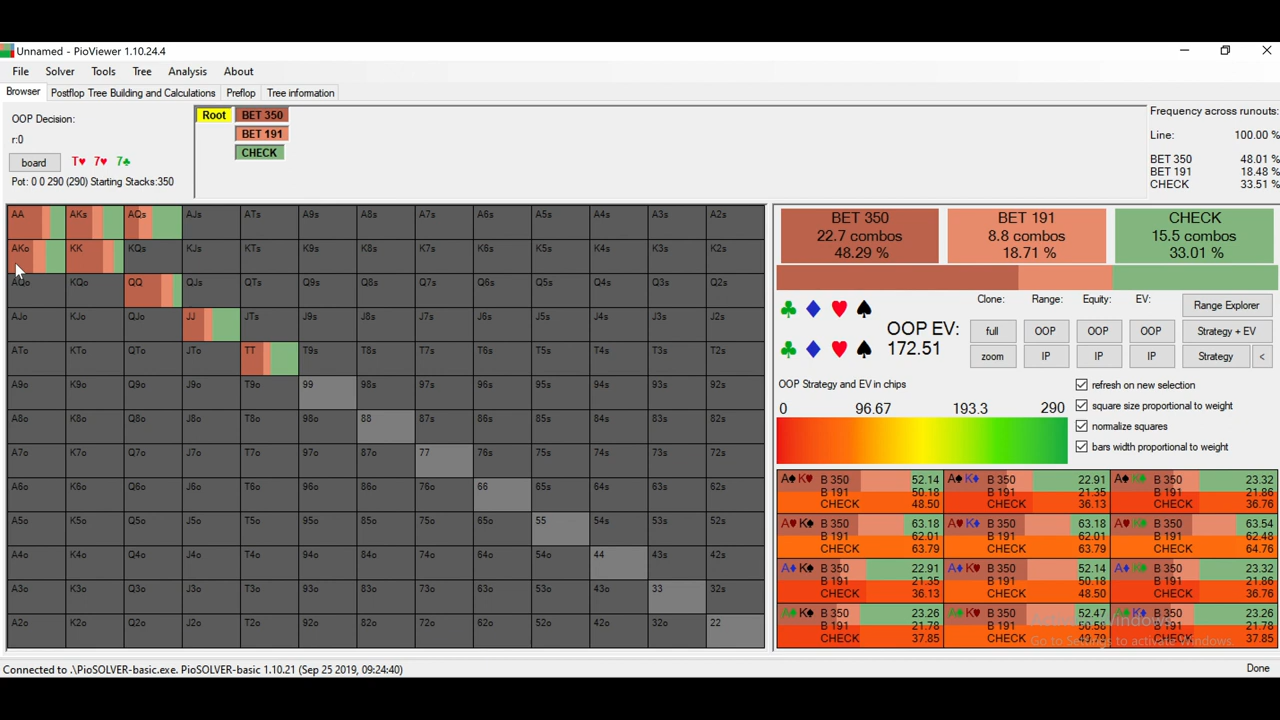 Unnamed - PioViewer 1.10.24.4
File Solver Tools Tree Analysis About
Browser Postflop Tree Building and Calculations Preflop Tree information
OOP Decision:
r:0
board T♥ 7♥ 7♣
Pot: 0 0 290 (290) Starting Stacks:350
Root BET 350
BET 191
CHECK
Frequency across runouts:
Line: 100.00 %
BET 350 48.01 %
BET 191 18.48 %
CHECK 33.51 %
AA AKs AQs AJs ATs A9s A8s A7s A6s A5s A4s A3s A2s
AKo KK KQs KJs KTs K9s K8s K7s K6s K5s K4s K3s K2s
AQo KQo QQ QJs QTs Q9s Q8s Q7s Q6s Q5s Q4s Q3s Q2s
AJo KJo QJo JJ JTs J9s J8s J7s J6s J5s J4s J3s J2s
ATo KTo QTo JTo TT T9s T8s T7s T6s T5s T4s T3s T2s
A9o K9o Q9o J9o T9o 99 98s 97s 96s 95s 94s 93s 92s
A8o K8o Q8o J8o T8o 98o 88 87s 86s 85s 84s 83s 82s
A7o K7o Q7o J7o T7o 97o 87o 77 76s 75s 74s 73s 72s
A6o K6o Q6o J6o T6o 96o 86o 76o 66 65s 64s 63s 62s
A5o K5o Q5o J5o T5o 95o 85o 75o 65o 55 54s 53s 52s
A4o K4o Q4o J4o T4o 94o 84o 74o 64o 54o 44 43s 42s
A3o K3o Q3o J3o T3o 93o 83o 73o 63o 53o 43o 33 32s
A2o K2o Q2o J2o T2o 92o 82o 72o 62o 52o 42o 32o 22
BET 350 BET 191 CHECK
22.7 combos 8.8 combos 15.5 combos
48.29 % 18.71 % 33.01 %
♣ ♦ ♥ ♠
♣ ♦ ♥ ♠
OOP EV:
172.51
Clone: Range: Equity: EV: Range Explorer
full OOP OOP OOP Strategy + EV
zoom IP IP IP Strategy <
OOP Strategy and EV in chips
0 96.67 193.3 290
refresh on new selection
square size proportional to weight
normalize squares
bars width proportional to weight
A♠ K♥ B 350 52.14 A♠ K♦ B 350 22.91 A♠ K♣ B 350 23.32
B 191 50.18 B 191 21.35 B 191 21.86
CHECK 48.50 CHECK 36.13 CHECK 36.76
A♥ K♠ B 350 63.18 A♥ K♦ B 350 63.18 A♥ K♣ B 350 63.54
B 191 62.01 B 191 62.01 B 191 62.48
CHECK 63.79 CHECK 63.79 CHECK 64.76
A♦ K♠ B 350 22.91 A♦ K♥ B 350 52.14 A♦ K♣ B 350 23.32
B 191 21.35 B 191 50.18 B 191 21.86
CHECK 36.13 CHECK 48.50 CHECK 36.76
A♣ K♠ B 350 23.26 A♣ K♥ B 350 52.47 A♣ K♦ B 350 23.26
B 191 21.78 B 191 50.56 B 191 21.78
CHECK 37.85 CHECK 49.79 CHECK 37.85
Activate Windows
Go to Settings to activate Windows.
Connected to .\PioSOLVER-basic.exe. PioSOLVER-basic 1.10.21 (Sep 25 2019, 09:24:40) Done